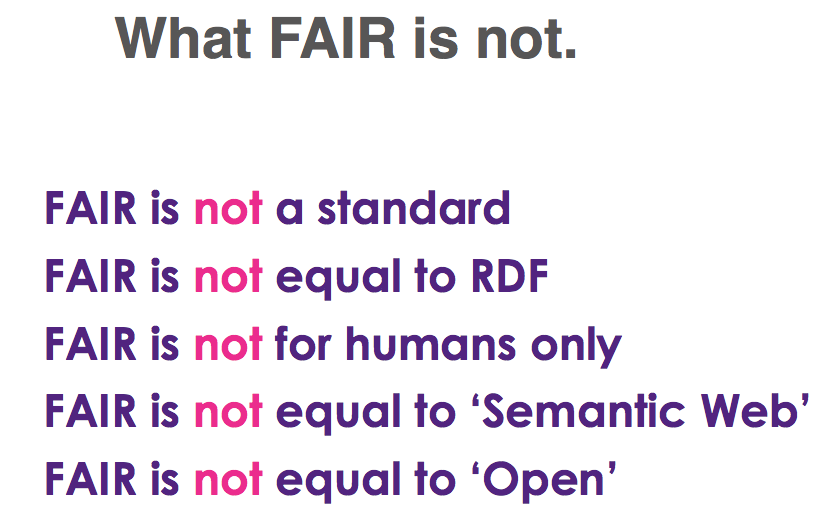 What FAIR is not.
FAIR is not a standard
FAIR is not equal to RDF
FAIR is not for humans only
FAIR is not equal to ‘Semantic Web’
FAIR is not equal to ‘Open’